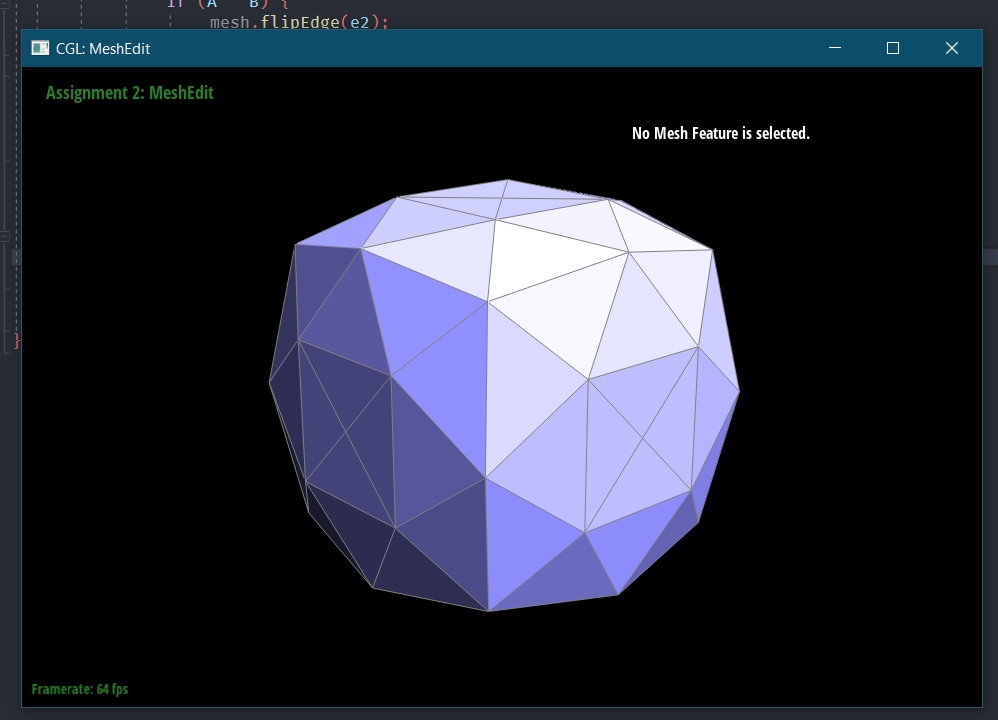 if (A ^ B) {
mesh.flipEdge(e2);
CGL: MeshEdit
Assignment 2: MeshEdit
No Mesh Feature is selected.
}
Framerate: 64 fps